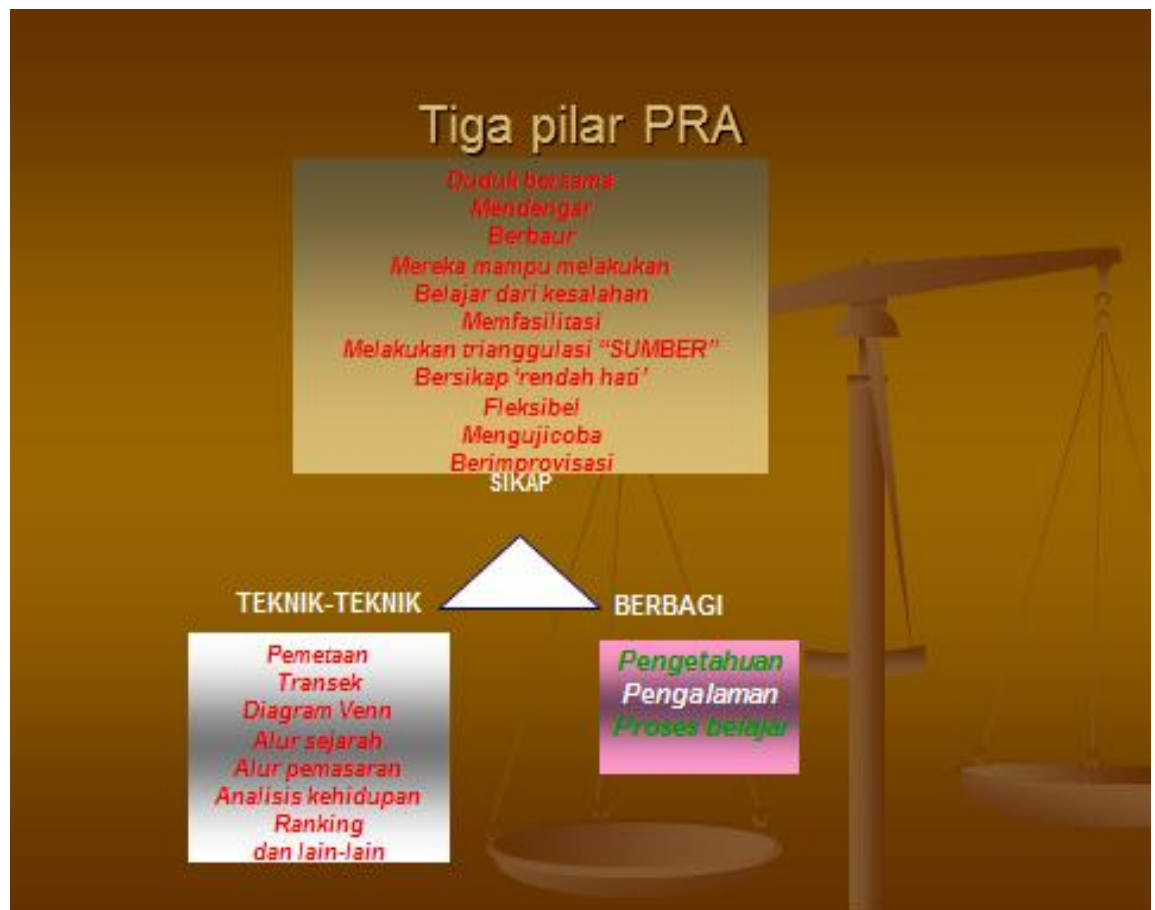 Tiga pilar PRA
Duduk bersama
Mendengar
Berbaur
Mereka mampu melakukan
Belajar dari kesalahan
Memfasilitasi
Melakukan trianggulasi “SUMBER”
Bersikap ‘rendah hati’
Fleksibel
Mengujicoba
Berimprovisasi
SIKAP
TEKNIK-TEKNIK
BERBAGI
Pemetaan
Transek
Diagram Venn
Alur sejarah
Alur pemasaran
Analisis kehidupan
Ranking
dan lain-lain
Pengetahuan
Pengalaman
Proses belajar